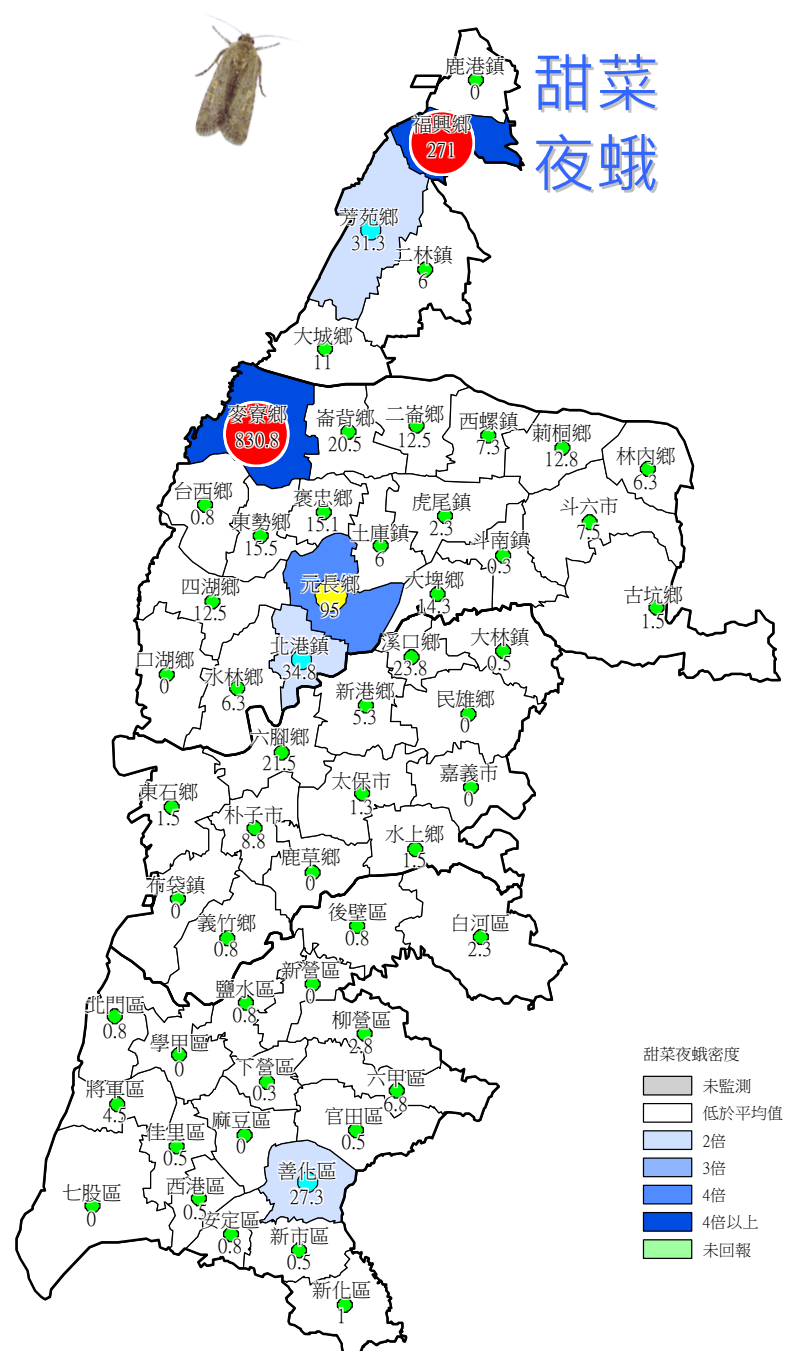 甜菜
夜蛾
鹿港鎮
0
福興鄉
271
芳苑鄉
31.3
二林鎮
6
大城鄉
11
麥寮鄉
830.8
崙背鄉
20.5
二崙鄉
12.5
西螺鎮
7.3
莿桐鄉
12.8
林內鄉
6.3
台西鄉
0.8
褒忠鄉
15.1
東勢鄉
15.5
土庫鎮
6
虎尾鎮
2.3
斗南鎮
0.3
斗六市
7.5
四湖鄉
12.5
元長鄉
95
大埤鄉
14.3
古坑鄉
1.5
口湖鄉
0
水林鄉
6.3
北港鎮
34.8
溪口鄉
23.8
大林鎮
0.5
新港鄉
5.3
民雄鄉
0
六腳鄉
21.5
東石鄉
1.5
太保市
1.3
嘉義市
0
朴子市
8.8
鹿草鄉
0
水上鄉
1.5
布袋鎮
0
義竹鄉
0.8
後壁區
0.8
白河區
2.3
新營區
0
鹽水區
0.8
北門區
0.8
學甲區
0
柳營區
2.8
下營區
0.3
六甲區
6.8
將軍區
4.5
佳里區
0.5
麻豆區
0
官田區
0.5
七股區
0
西港區
0.5
善化區
27.3
安定區
0.8
新市區
0.5
新化區
1
甜菜夜蛾密度
未監測
低於平均值
2倍
3倍
4倍
4倍以上
未回報